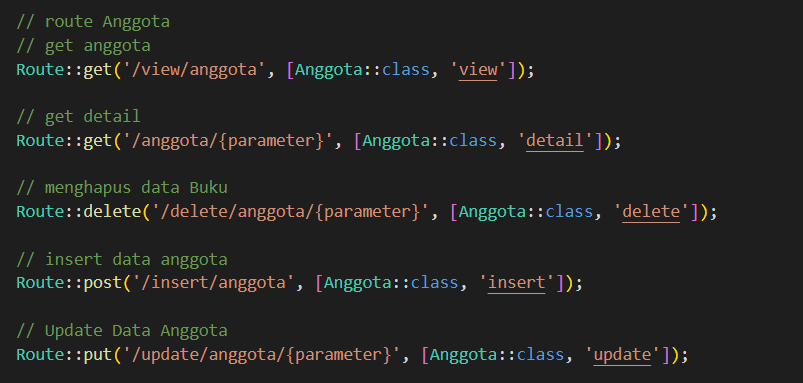 // route Anggota
// get anggota
Route::get('/view/anggota', [Anggota::class, 'view']);
// get detail
Route::get('/anggota/{parameter}', [Anggota::class, 'detail']);
// menghapus data Buku
Route::delete('/delete/anggota/{parameter}', [Anggota::class, 'delete']);
// insert data anggota
Route::post('/insert/anggota', [Anggota::class, 'insert']);
// Update Data Anggota
Route::put('/update/anggota/{parameter}', [Anggota::class, 'update']);